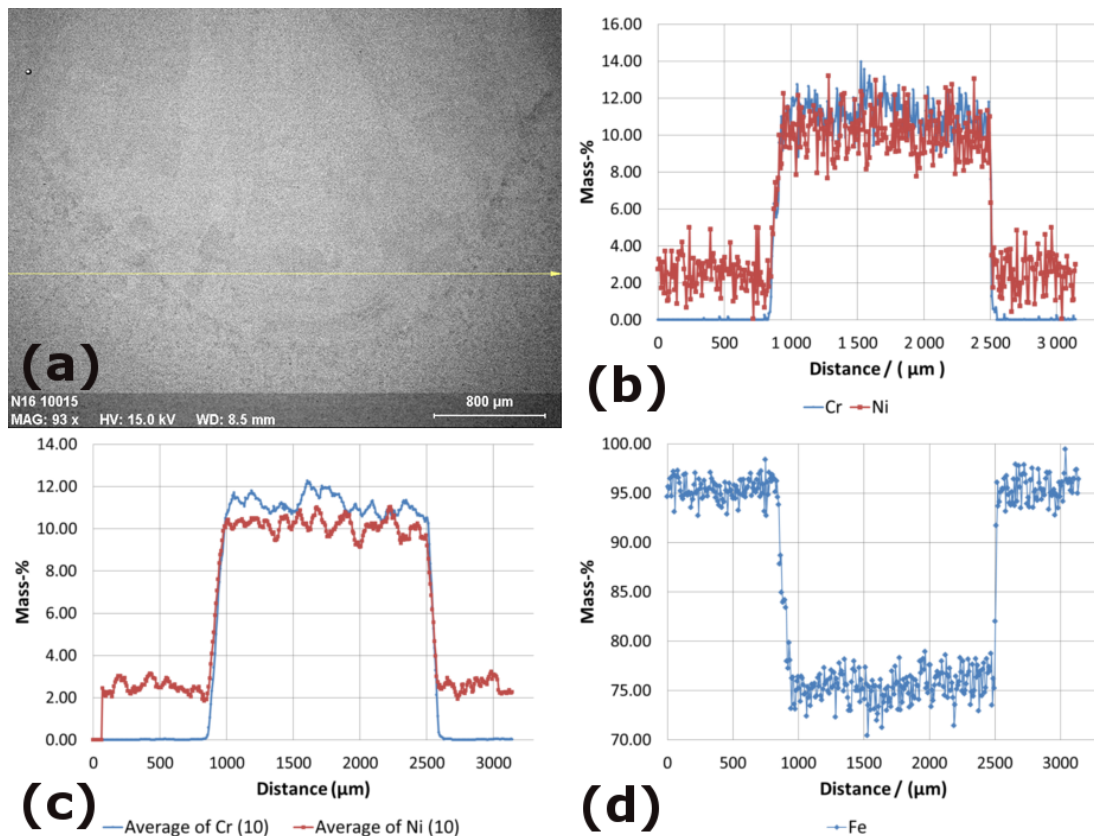 (a)
N16 10015
MAG: 93 x HV: 15.0 kV WD: 8.5 mm
800 µm
16.00
14.00
12.00
10.00
8.00
6.00
4.00
2.00
0.00
Mass-%
0 500 1 000 1 500 2 000 2 500 3 000
Distance / ( µm )
(b)
Cr Ni
14.00
12.00
10.00
8.00
6.00
4.00
2.00
0.00
Mass-%
0 500 1000 1500 2000 2500 3000
Distance (µm)
(c)
Average of Cr (10) Average of Ni (10)
100.00
95.00
90.00
85.00
80.00
75.00
70.00
Mass-%
0 500 1000 1500 2000 2500 3000
Distance / (µm)
(d)
Fe